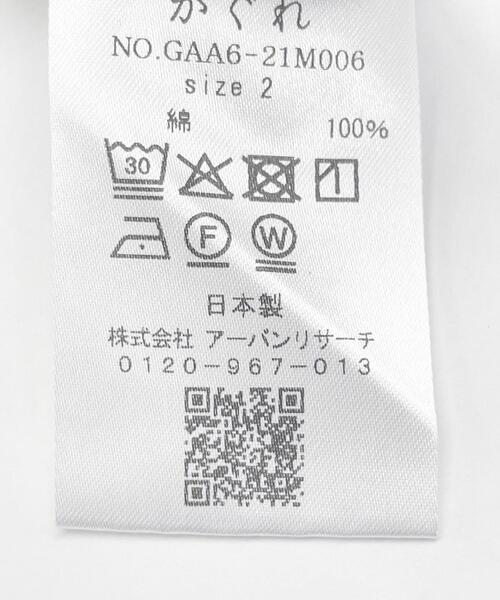 かぐれ
NO.GAA6-21M006
size 2
綿 100%
30
F W
日本製
株式会社 アーバンリサーチ
0120-967-013